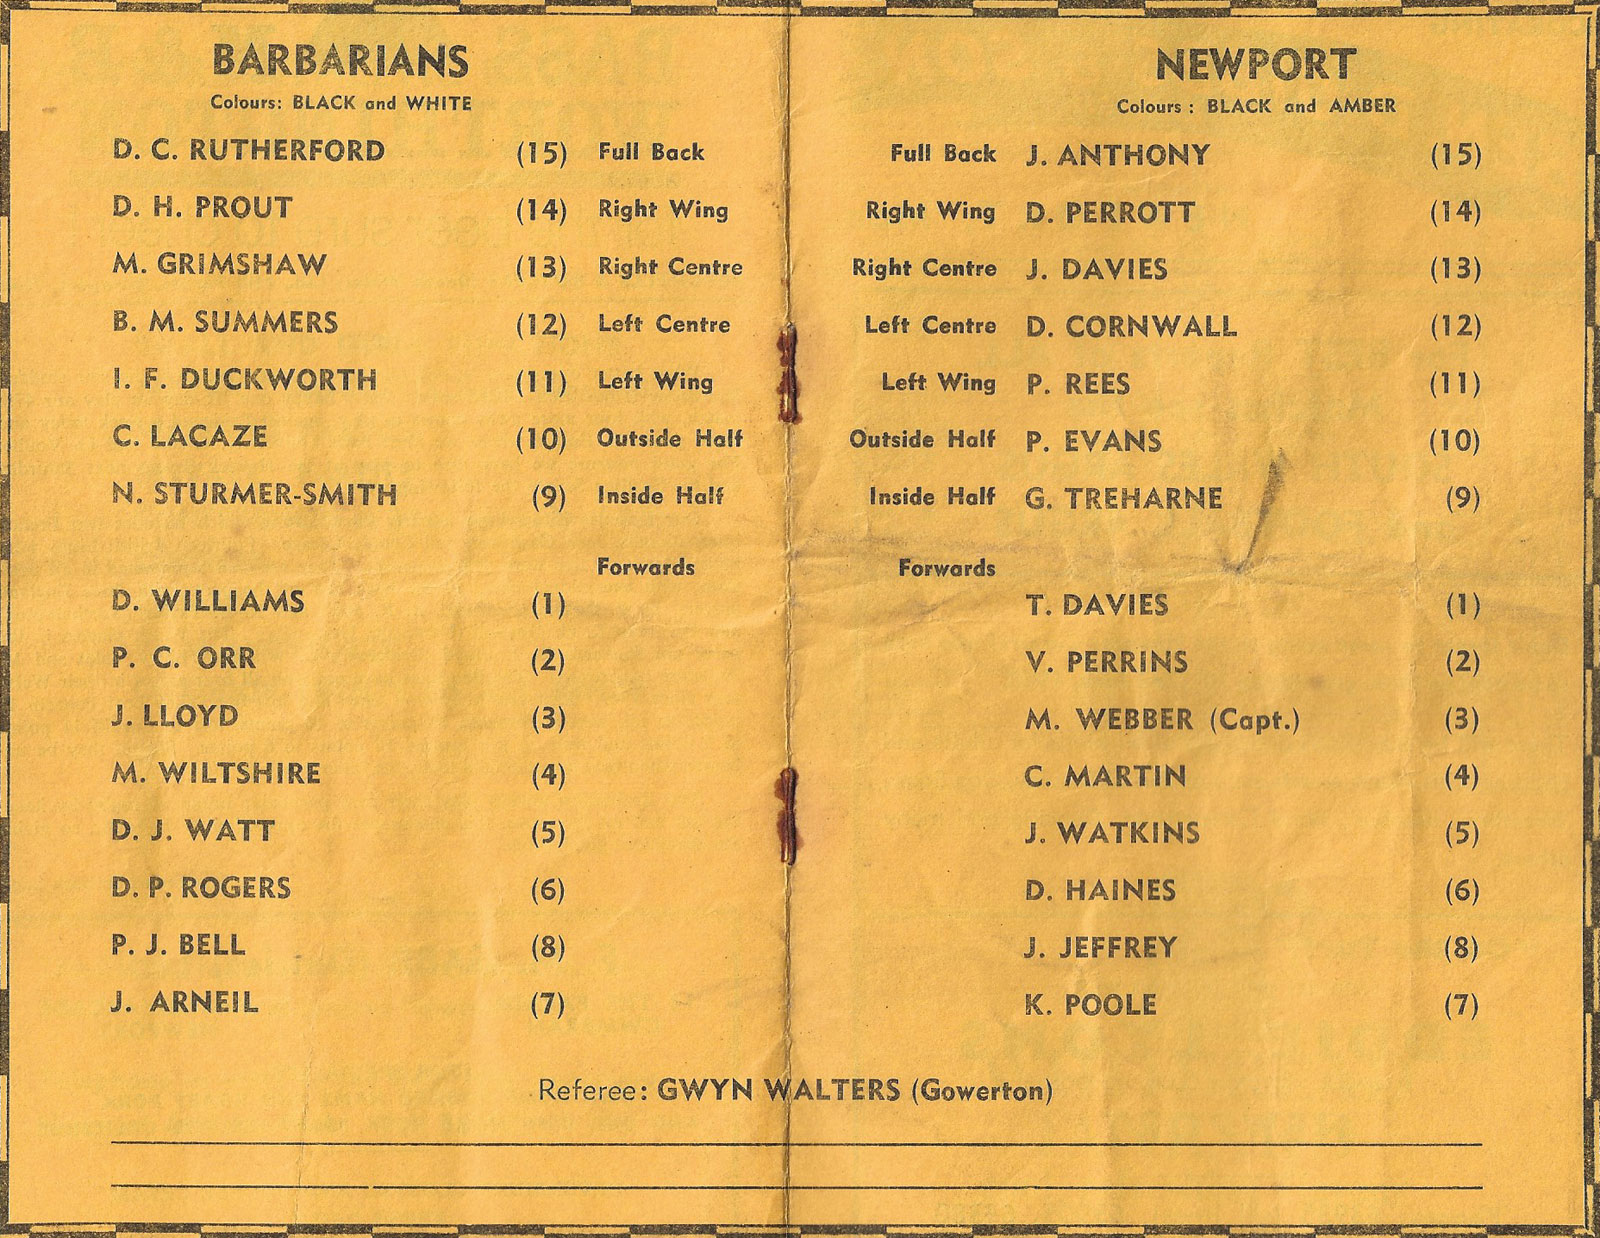 BARBARIANS
Colours: BLACK and WHITE
D. C. RUTHERFORD (15) Full Back
D. H. PROUT (14) Right Wing
M. GRIMSHAW (13) Right Centre
B. M. SUMMERS (12) Left Centre
I. F. DUCKWORTH (11) Left Wing
C. LACAZE (10) Outside Half
N. STURMER-SMITH (9) Inside Half
Forwards
D. WILLIAMS (1)
P. C. ORR (2)
J. LLOYD (3)
M. WILTSHIRE (4)
D. J. WATT (5)
D. P. ROGERS (6)
P. J. BELL (8)
J. ARNEIL (7)
NEWPORT
Colours : BLACK and AMBER
Full Back J. ANTHONY (15)
Right Wing D. PERROTT (14)
Right Centre J. DAVIES (13)
Left Centre D. CORNWALL (12)
Left Wing P. REES (11)
Outside Half P. EVANS (10)
Inside Half G. TREHARNE (9)
Forwards
T. DAVIES (1)
V. PERRINS (2)
M. WEBBER (Capt.) (3)
C. MARTIN (4)
J. WATKINS (5)
D. HAINES (6)
J. JEFFREY (8)
K. POOLE (7)
Referee: GWYN WALTERS (Gowerton)